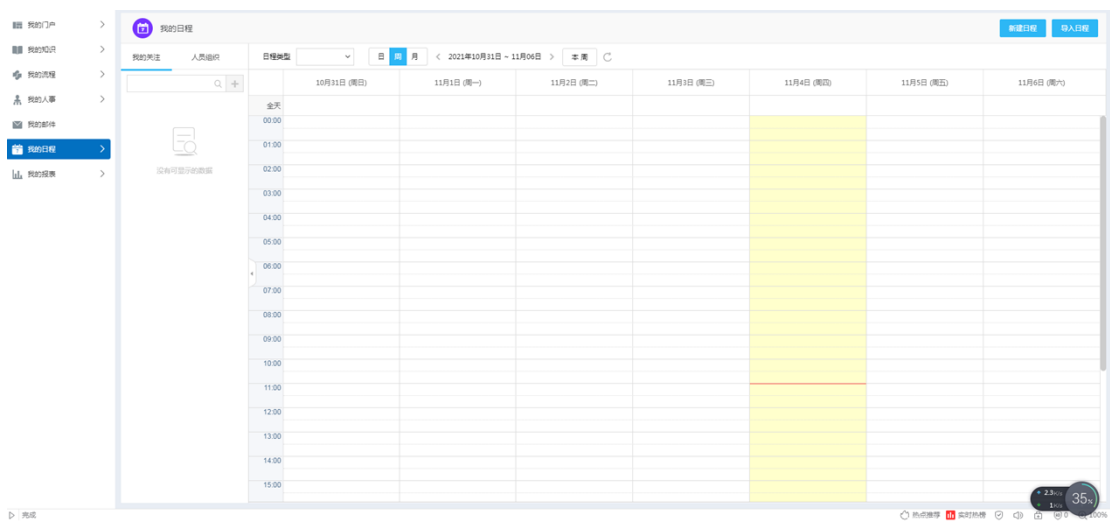 我的门户
我的知识
我的流程
我的人事
我的邮件
我的日程
我的报表
我的日程
新建日程 导入日程
我的关注 人员组织
日程类型 日 周 月 2021年10月31日 ~ 11月06日 本周
没有可显示的数据
10月31日 (周日) 11月1日 (周一) 11月2日 (周二) 11月3日 (周三) 11月4日 (周四) 11月5日 (周五) 11月6日 (周六)
全天
00:00
01:00
02:00
03:00
04:00
05:00
06:00
07:00
08:00
09:00
10:00
11:00
12:00
13:00
14:00
15:00
2.3K/s
1K/s
35%
完成
热点推荐 实时热榜 0 100%